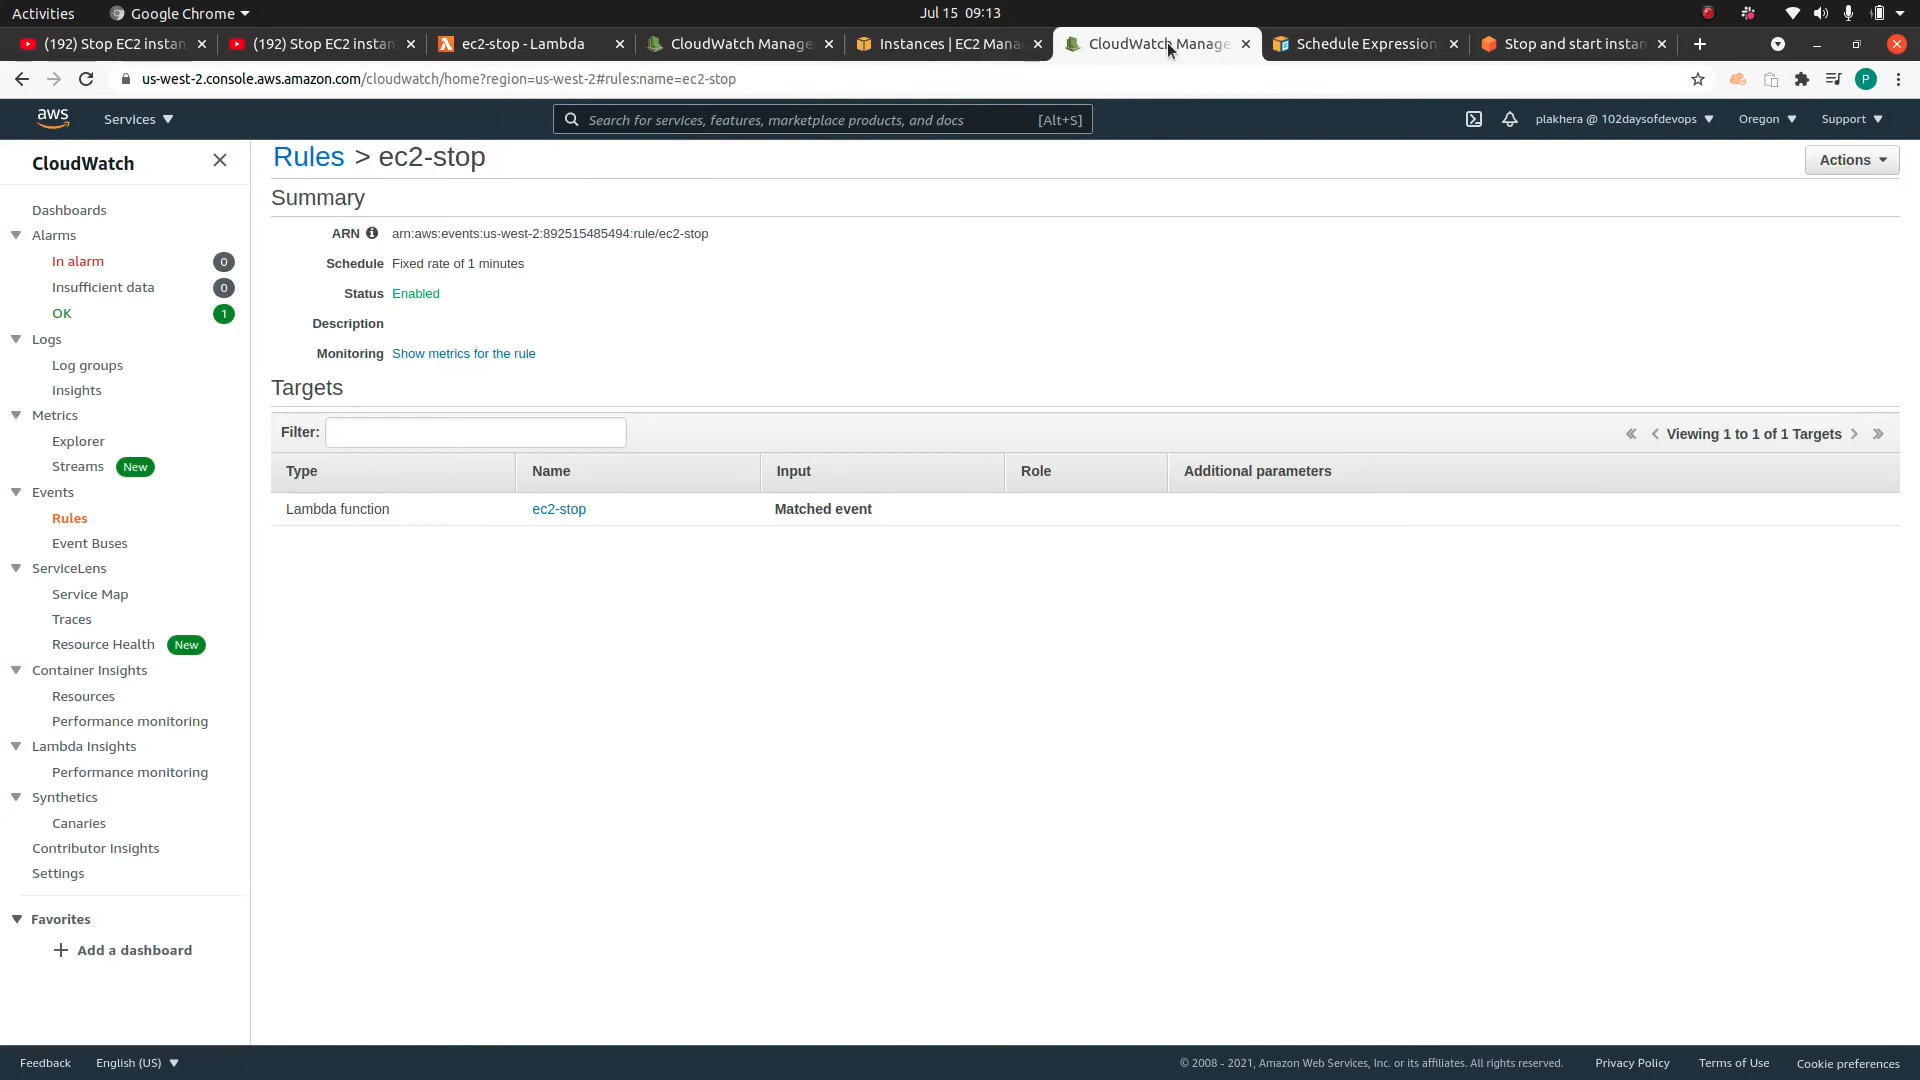 Activities
Google Chrome
Jul 15 09:13
(192) Stop EC2 instan
(192) Stop EC2 instan
ec2-stop - Lambda
CloudWatch Manage
Instances | EC2 Mana
CloudWatch Manage
Schedule Expression
Stop and start instan
us-west-2.console.aws.amazon.com/cloudwatch/home?region=us-west-2#rules:name=ec2-stop
P
aws
Services
Search for services, features, marketplace products, and docs
[Alt+S]
plakhera @ 102daysofdevops
Oregon
Support
CloudWatch
Dashboards
Alarms
In alarm 0
Insufficient data 0
OK 1
Logs
Log groups
Insights
Metrics
Explorer
Streams New
Events
Rules
Event Buses
ServiceLens
Service Map
Traces
Resource Health New
Container Insights
Resources
Performance monitoring
Lambda Insights
Performance monitoring
Synthetics
Canaries
Contributor Insights
Settings
Favorites
Add a dashboard
Rules > ec2-stop
Actions
Summary
ARN arn:aws:events:us-west-2:892515485494:rule/ec2-stop
Schedule Fixed rate of 1 minutes
Status Enabled
Description
Monitoring Show metrics for the rule
Targets
Filter:
« < Viewing 1 to 1 of 1 Targets > »
Type Name Input Role Additional parameters
Lambda function ec2-stop Matched event
Feedback
English (US)
© 2008 - 2021, Amazon Web Services, Inc. or its affiliates. All rights reserved.
Privacy Policy
Terms of Use
Cookie preferences